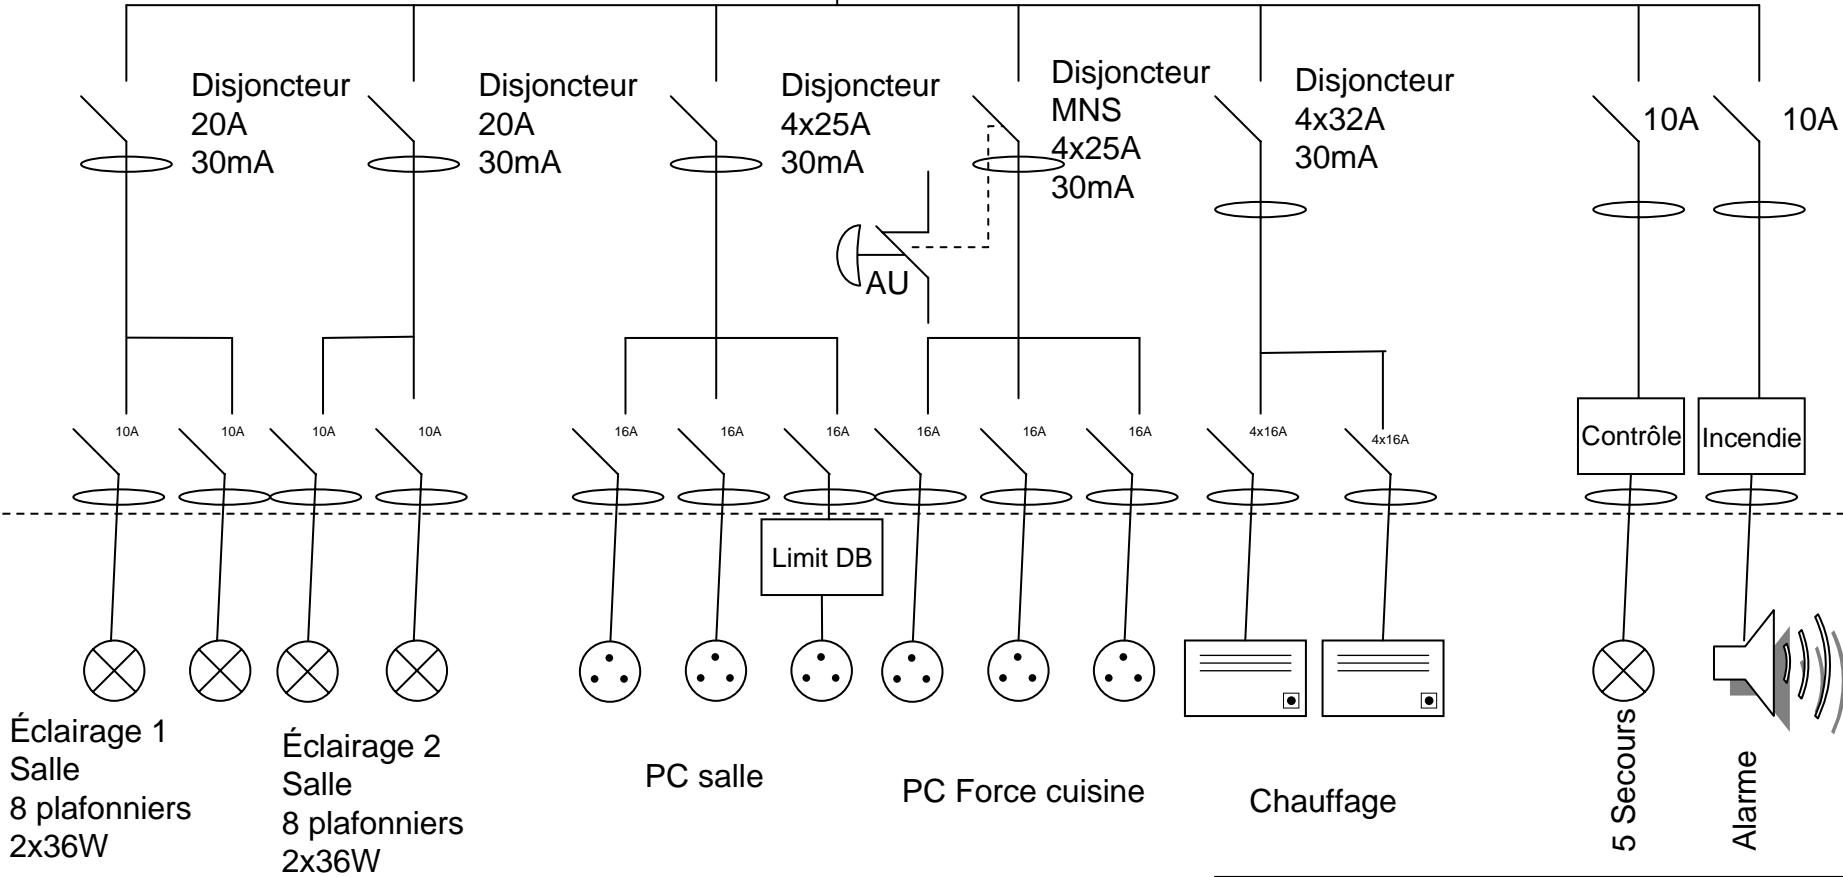 Disjoncteur
20A
30mA
Disjoncteur
20A
30mA
Disjoncteur
4x25A
30mA
Disjoncteur
MNS
4x25A
30mA
Disjoncteur
4x32A
30mA
10A
10A
AU
10A
10A
10A
10A
16A
16A
16A
16A
16A
16A
4x16A
4x16A
Contrôle
Incendie
Limit DB
Éclairage 1
Salle
8 plafonniers
2x36W
Éclairage 2
Salle
8 plafonniers
2x36W
PC salle
PC Force cuisine
Chauffage
5 Secours
Alarme